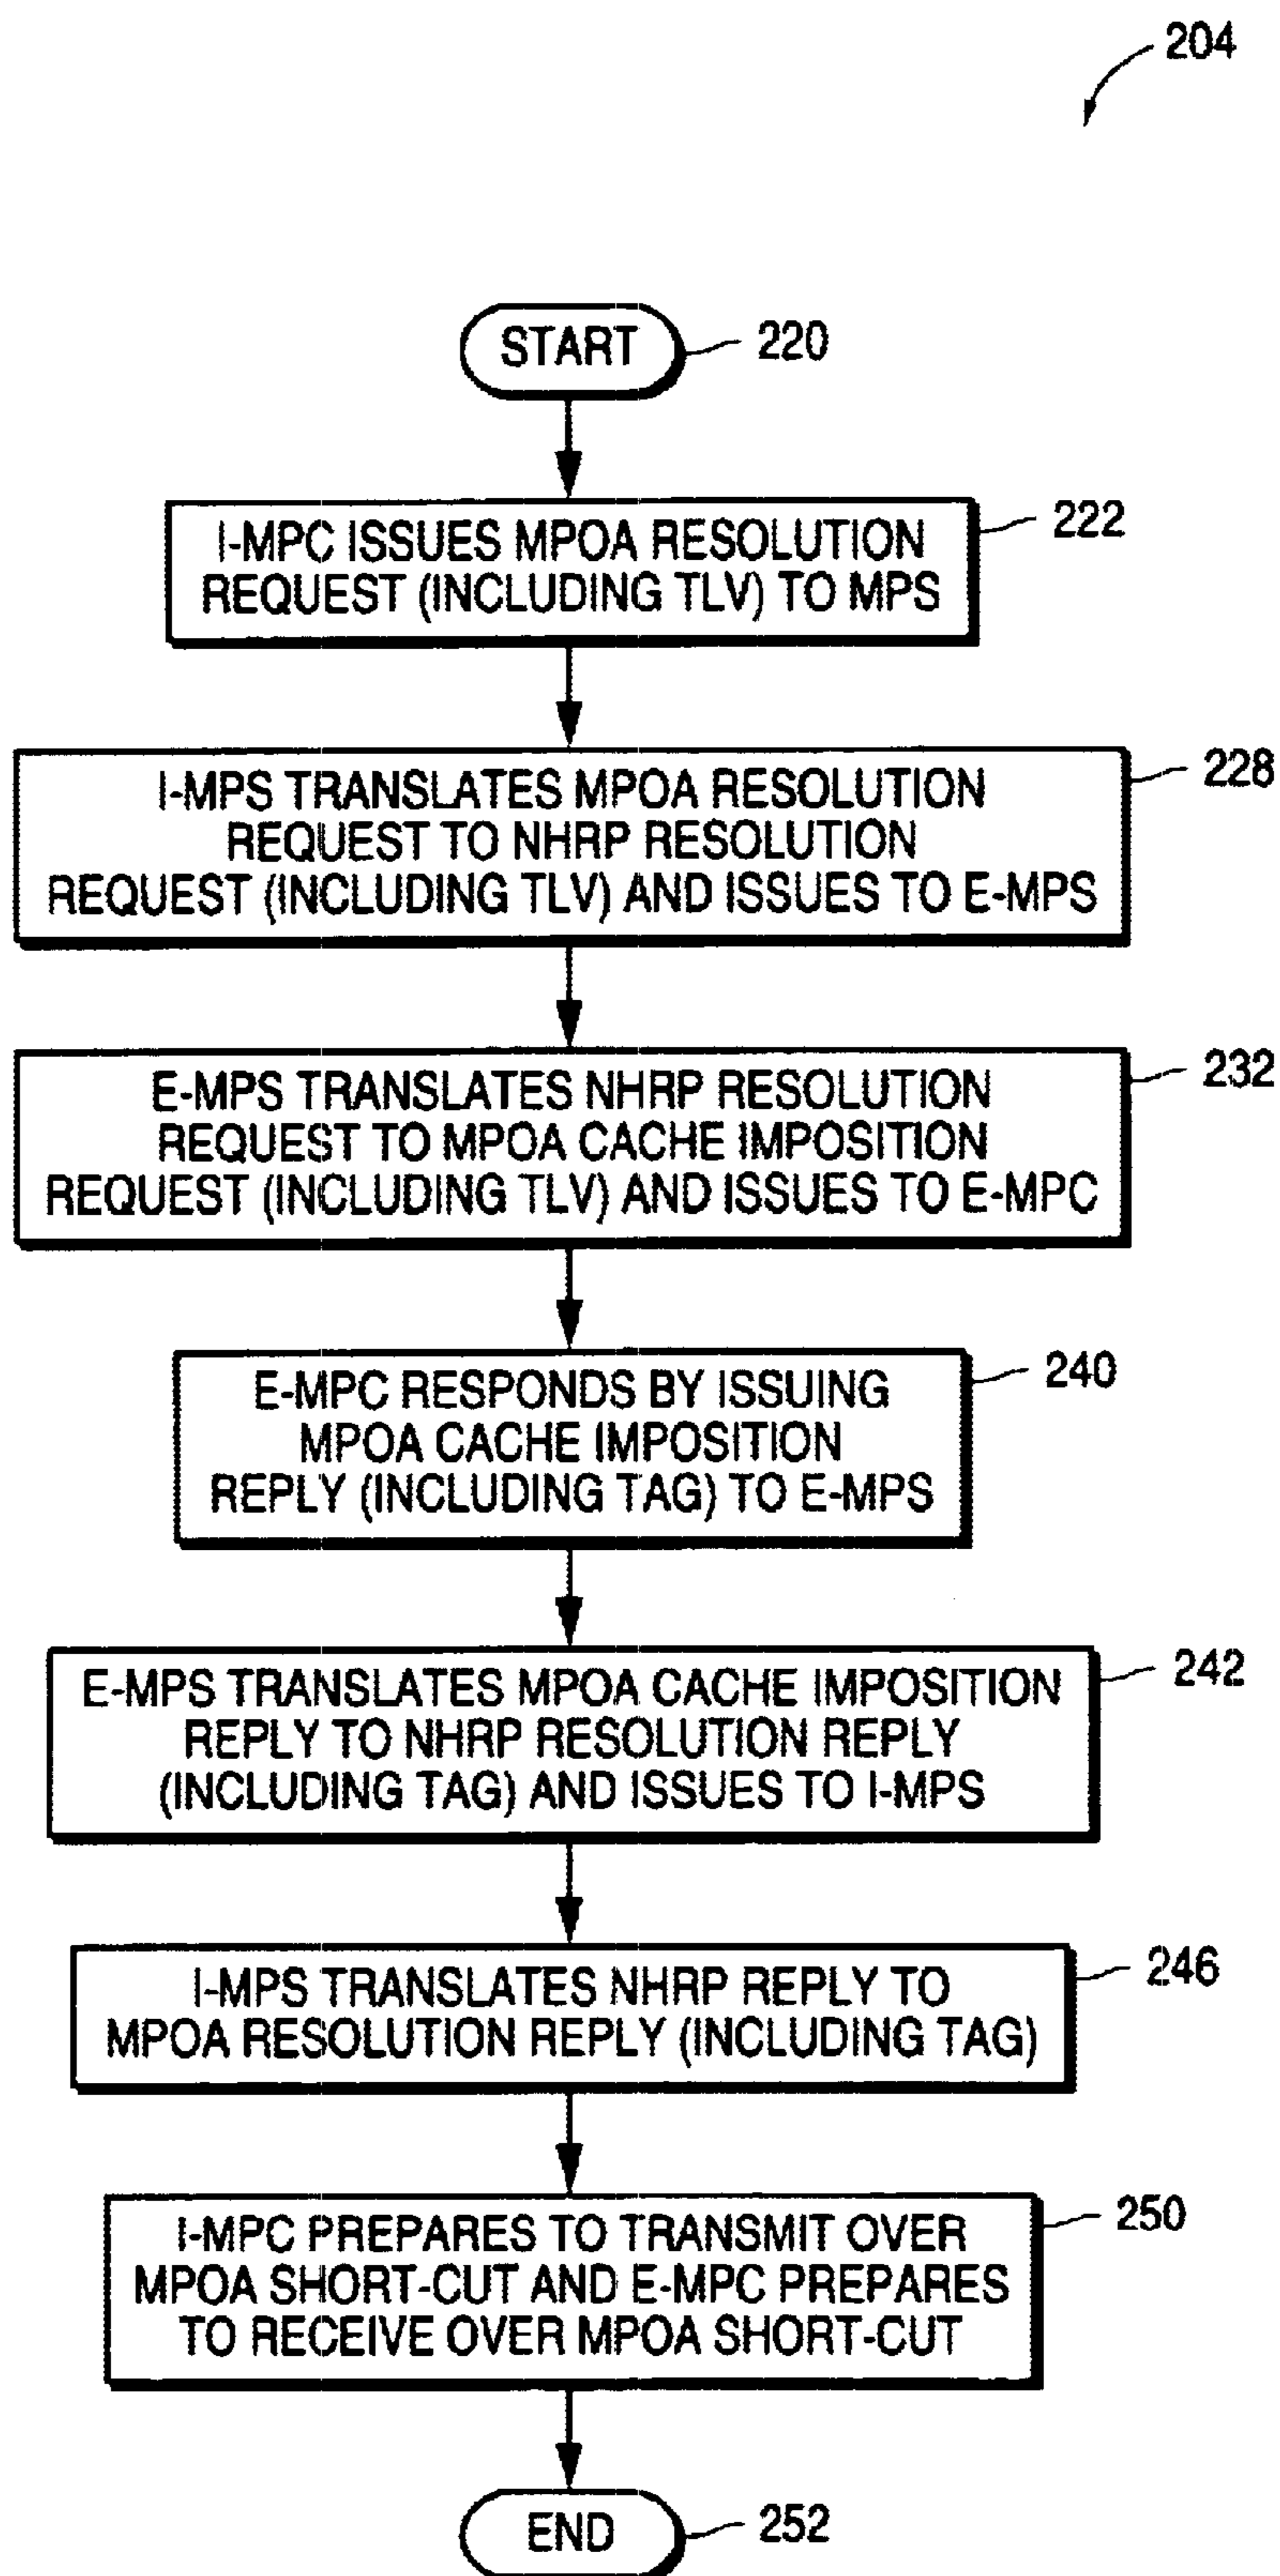 204
START
220
I-MPC ISSUES MPOA RESOLUTION
REQUEST (INCLUDING TLV) TO MPS
222
I-MPS TRANSLATES MPOA RESOLUTION
REQUEST TO NHRP RESOLUTION
REQUEST (INCLUDING TLV) AND ISSUES TO E-MPS
228
E-MPS TRANSLATES NHRP RESOLUTION
REQUEST TO MPOA CACHE IMPOSITION
REQUEST (INCLUDING TLV) AND ISSUES TO E-MPC
232
E-MPC RESPONDS BY ISSUING
MPOA CACHE IMPOSITION
REPLY (INCLUDING TAG) TO E-MPS
240
E-MPS TRANSLATES MPOA CACHE IMPOSITION
REPLY TO NHRP RESOLUTION REPLY
(INCLUDING TAG) AND ISSUES TO I-MPS
242
I-MPS TRANSLATES NHRP REPLY TO
MPOA RESOLUTION REPLY (INCLUDING TAG)
246
I-MPC PREPARES TO TRANSMIT OVER
MPOA SHORT-CUT AND E-MPC PREPARES
TO RECEIVE OVER MPOA SHORT-CUT
250
END
252